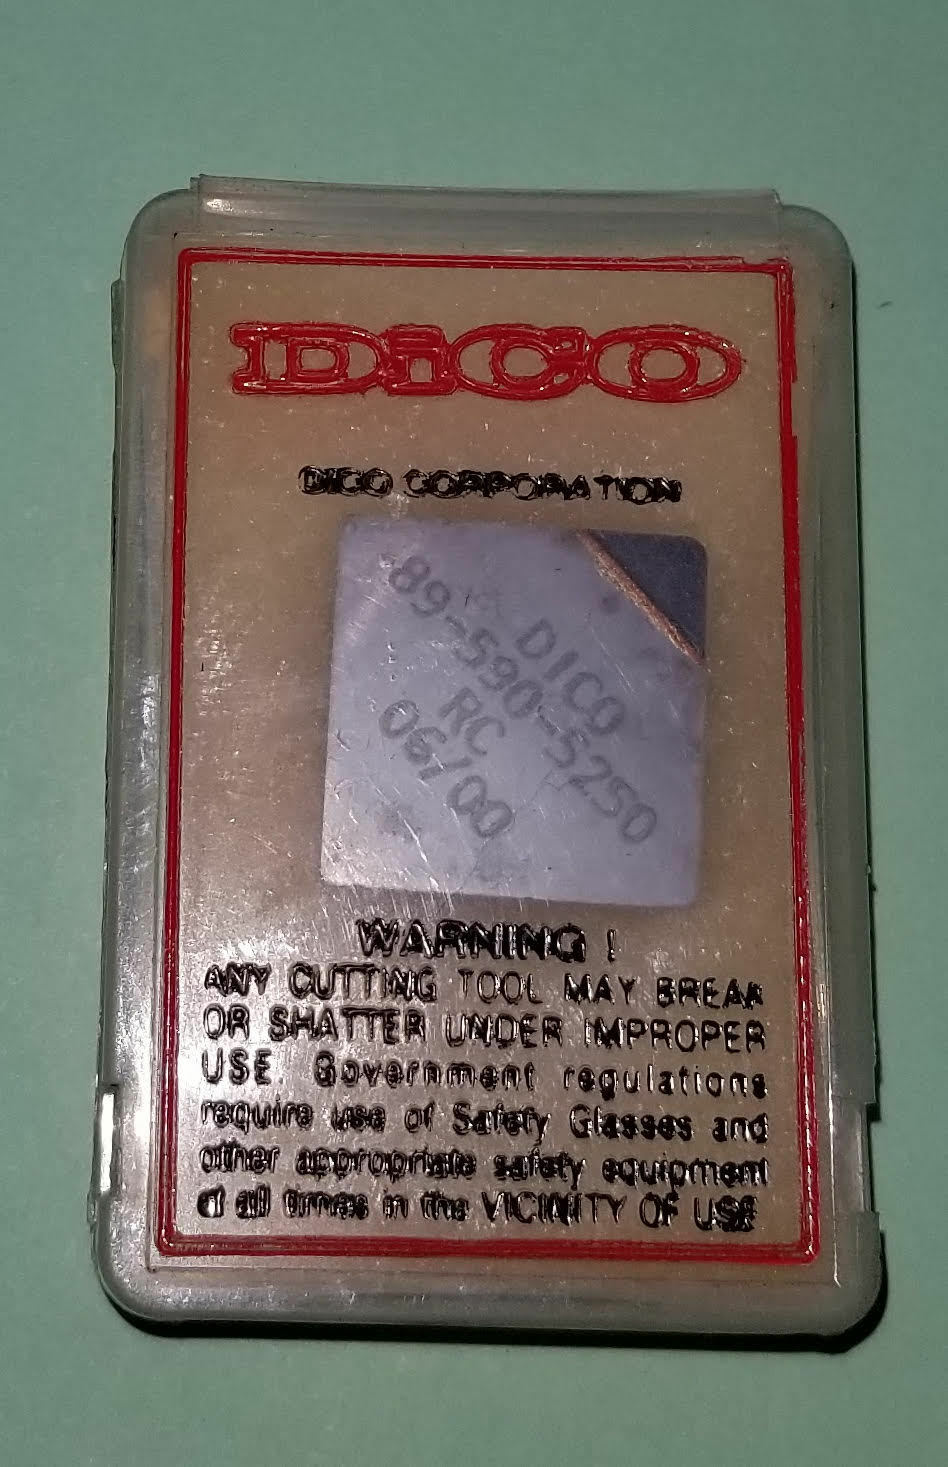 DiCO
DICO CORPORATION
DICO
89-590-5250
RC
06/00
WARNING !
ANY CUTTING TOOL MAY BREAK
OR SHATTER UNDER IMPROPER
USE. Government regulations
require use of Safety Glasses and
other appropriate safety equipment
at all times in the VICINITY OF USE